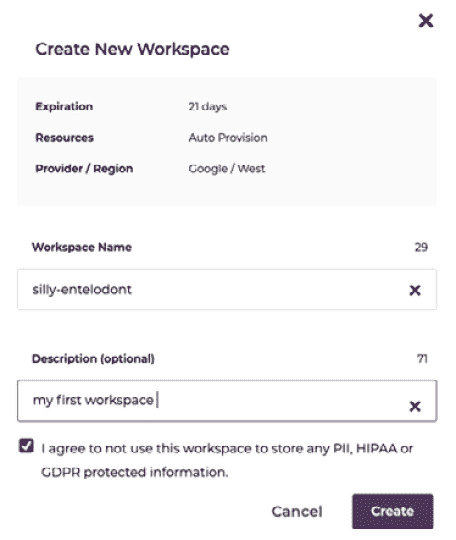 Create New Workspace
Expiration 21 days
Resources Auto Provision
Provider / Region Google / West
Workspace Name 29
silly-entelodont
Description (optional) 71
my first workspace
I agree to not use this workspace to store any PII, HIPAA or
GDPR protected information.
Cancel Create